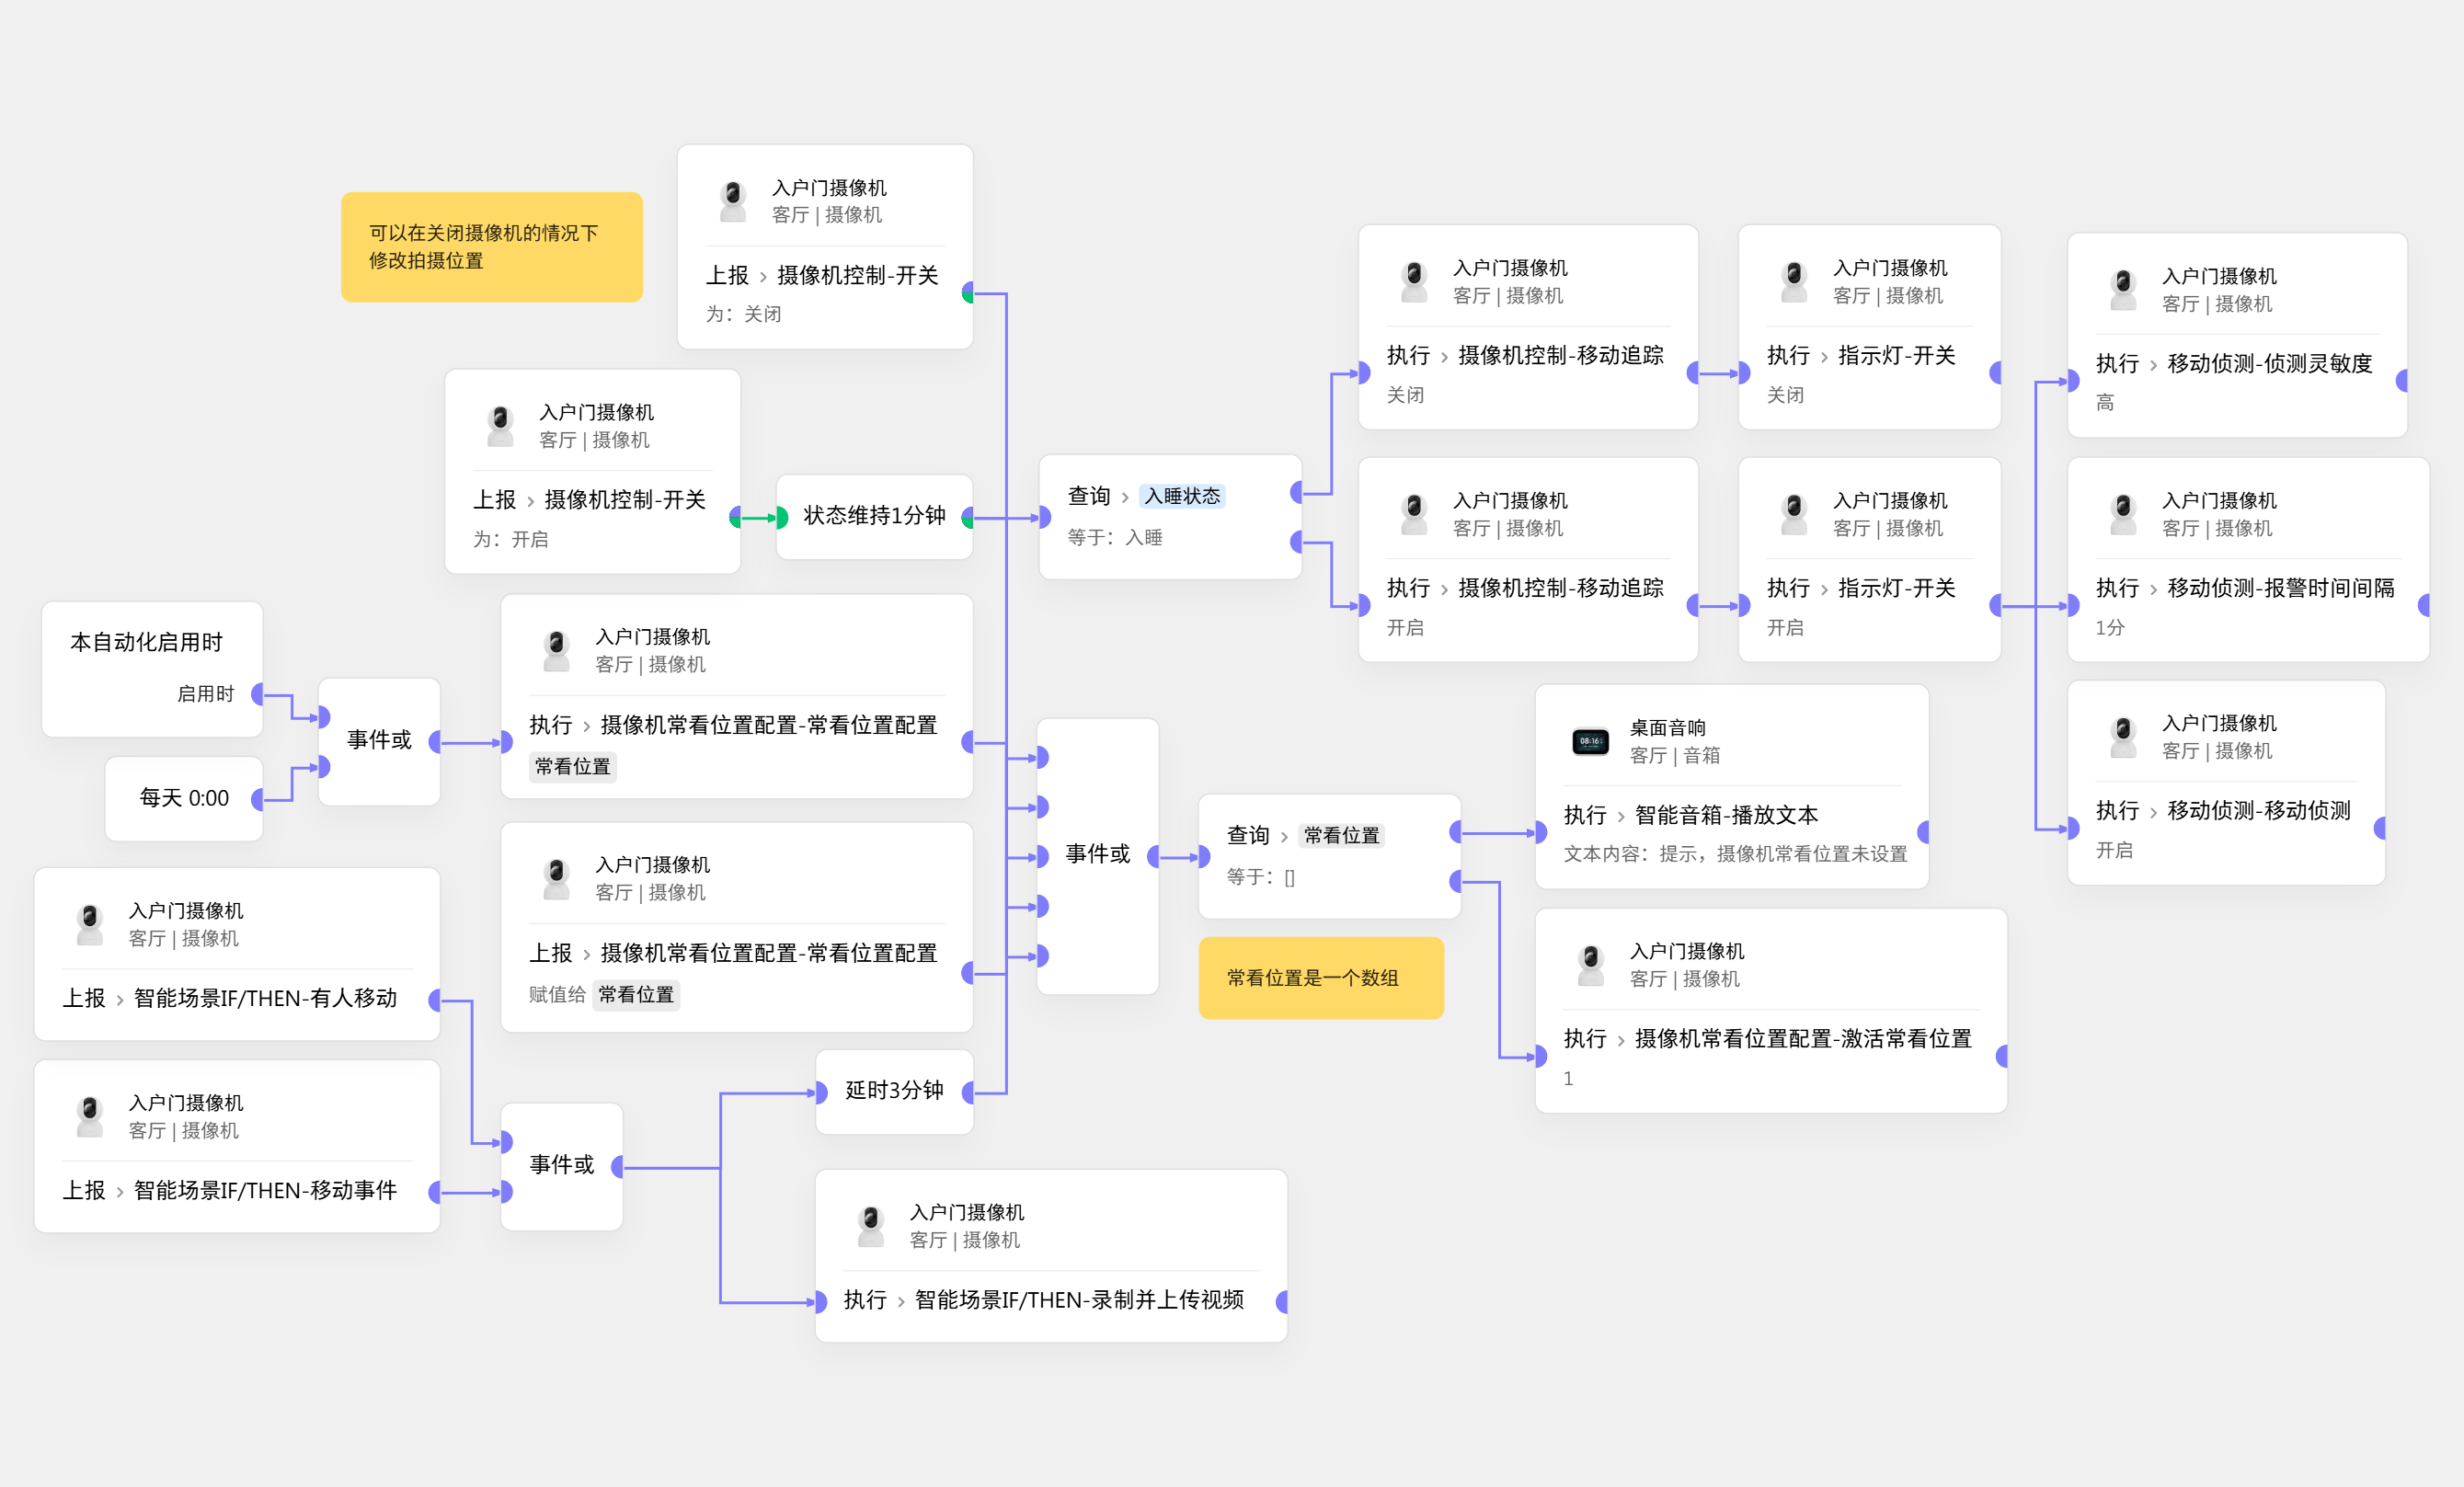 可以在关闭摄像机的情况下
修改拍摄位置
入户门摄像机
客厅 | 摄像机
上报 › 摄像机控制-开关
为：关闭
入户门摄像机
客厅 | 摄像机
上报 › 摄像机控制-开关
为：开启
状态维持1分钟
查询 › 入睡状态
等于：入睡
入户门摄像机
客厅 | 摄像机
执行 › 摄像机控制-移动追踪
关闭
入户门摄像机
客厅 | 摄像机
执行 › 指示灯-开关
关闭
入户门摄像机
客厅 | 摄像机
执行 › 移动侦测-侦测灵敏度
高
入户门摄像机
客厅 | 摄像机
执行 › 摄像机控制-移动追踪
开启
入户门摄像机
客厅 | 摄像机
执行 › 指示灯-开关
开启
入户门摄像机
客厅 | 摄像机
执行 › 移动侦测-报警时间间隔
1分
入户门摄像机
客厅 | 摄像机
执行 › 移动侦测-移动侦测
开启
本自动化启用时
启用时
每天 0:00
事件或
入户门摄像机
客厅 | 摄像机
执行 › 摄像机常看位置配置-常看位置配置
常看位置
入户门摄像机
客厅 | 摄像机
上报 › 摄像机常看位置配置-常看位置配置
赋值给 常看位置
事件或
查询 › 常看位置
等于：[]
常看位置是一个数组
08:16
桌面音响
客厅 | 音箱
执行 › 智能音箱-播放文本
文本内容：提示，摄像机常看位置未设置
入户门摄像机
客厅 | 摄像机
执行 › 摄像机常看位置配置-激活常看位置
1
入户门摄像机
客厅 | 摄像机
上报 › 智能场景IF/THEN-有人移动
入户门摄像机
客厅 | 摄像机
上报 › 智能场景IF/THEN-移动事件
事件或
延时3分钟
入户门摄像机
客厅 | 摄像机
执行 › 智能场景IF/THEN-录制并上传视频